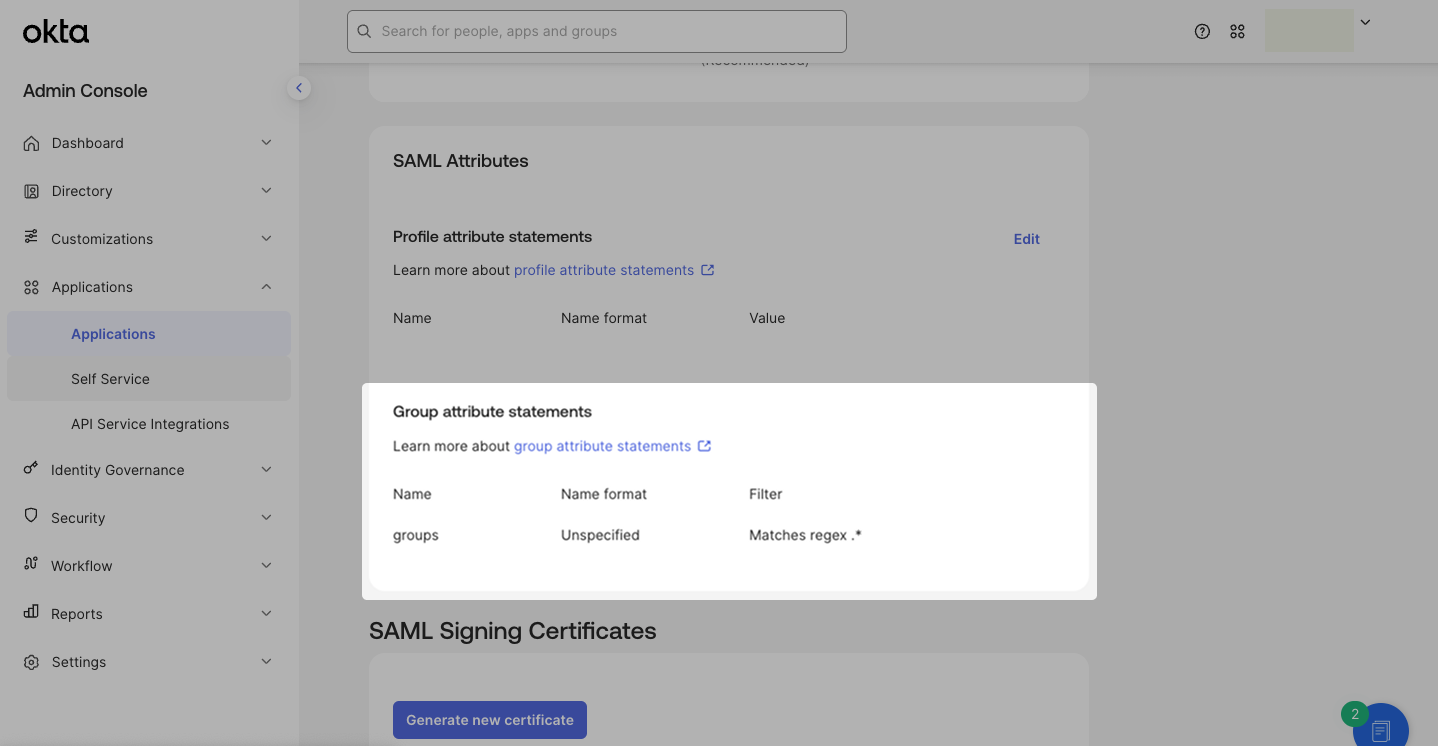 okta
Search for people, apps and groups
Admin Console
Dashboard
Directory
Customizations
Applications
Applications
Self Service
API Service Integrations
Identity Governance
Security
Workflow
Reports
Settings
(Recommended)
SAML Attributes
Profile attribute statements
Edit
Learn more about profile attribute statements
Name Name format Value
Group attribute statements
Learn more about group attribute statements
Name Name format Filter
groups Unspecified Matches regex .*
SAML Signing Certificates
Generate new certificate
2